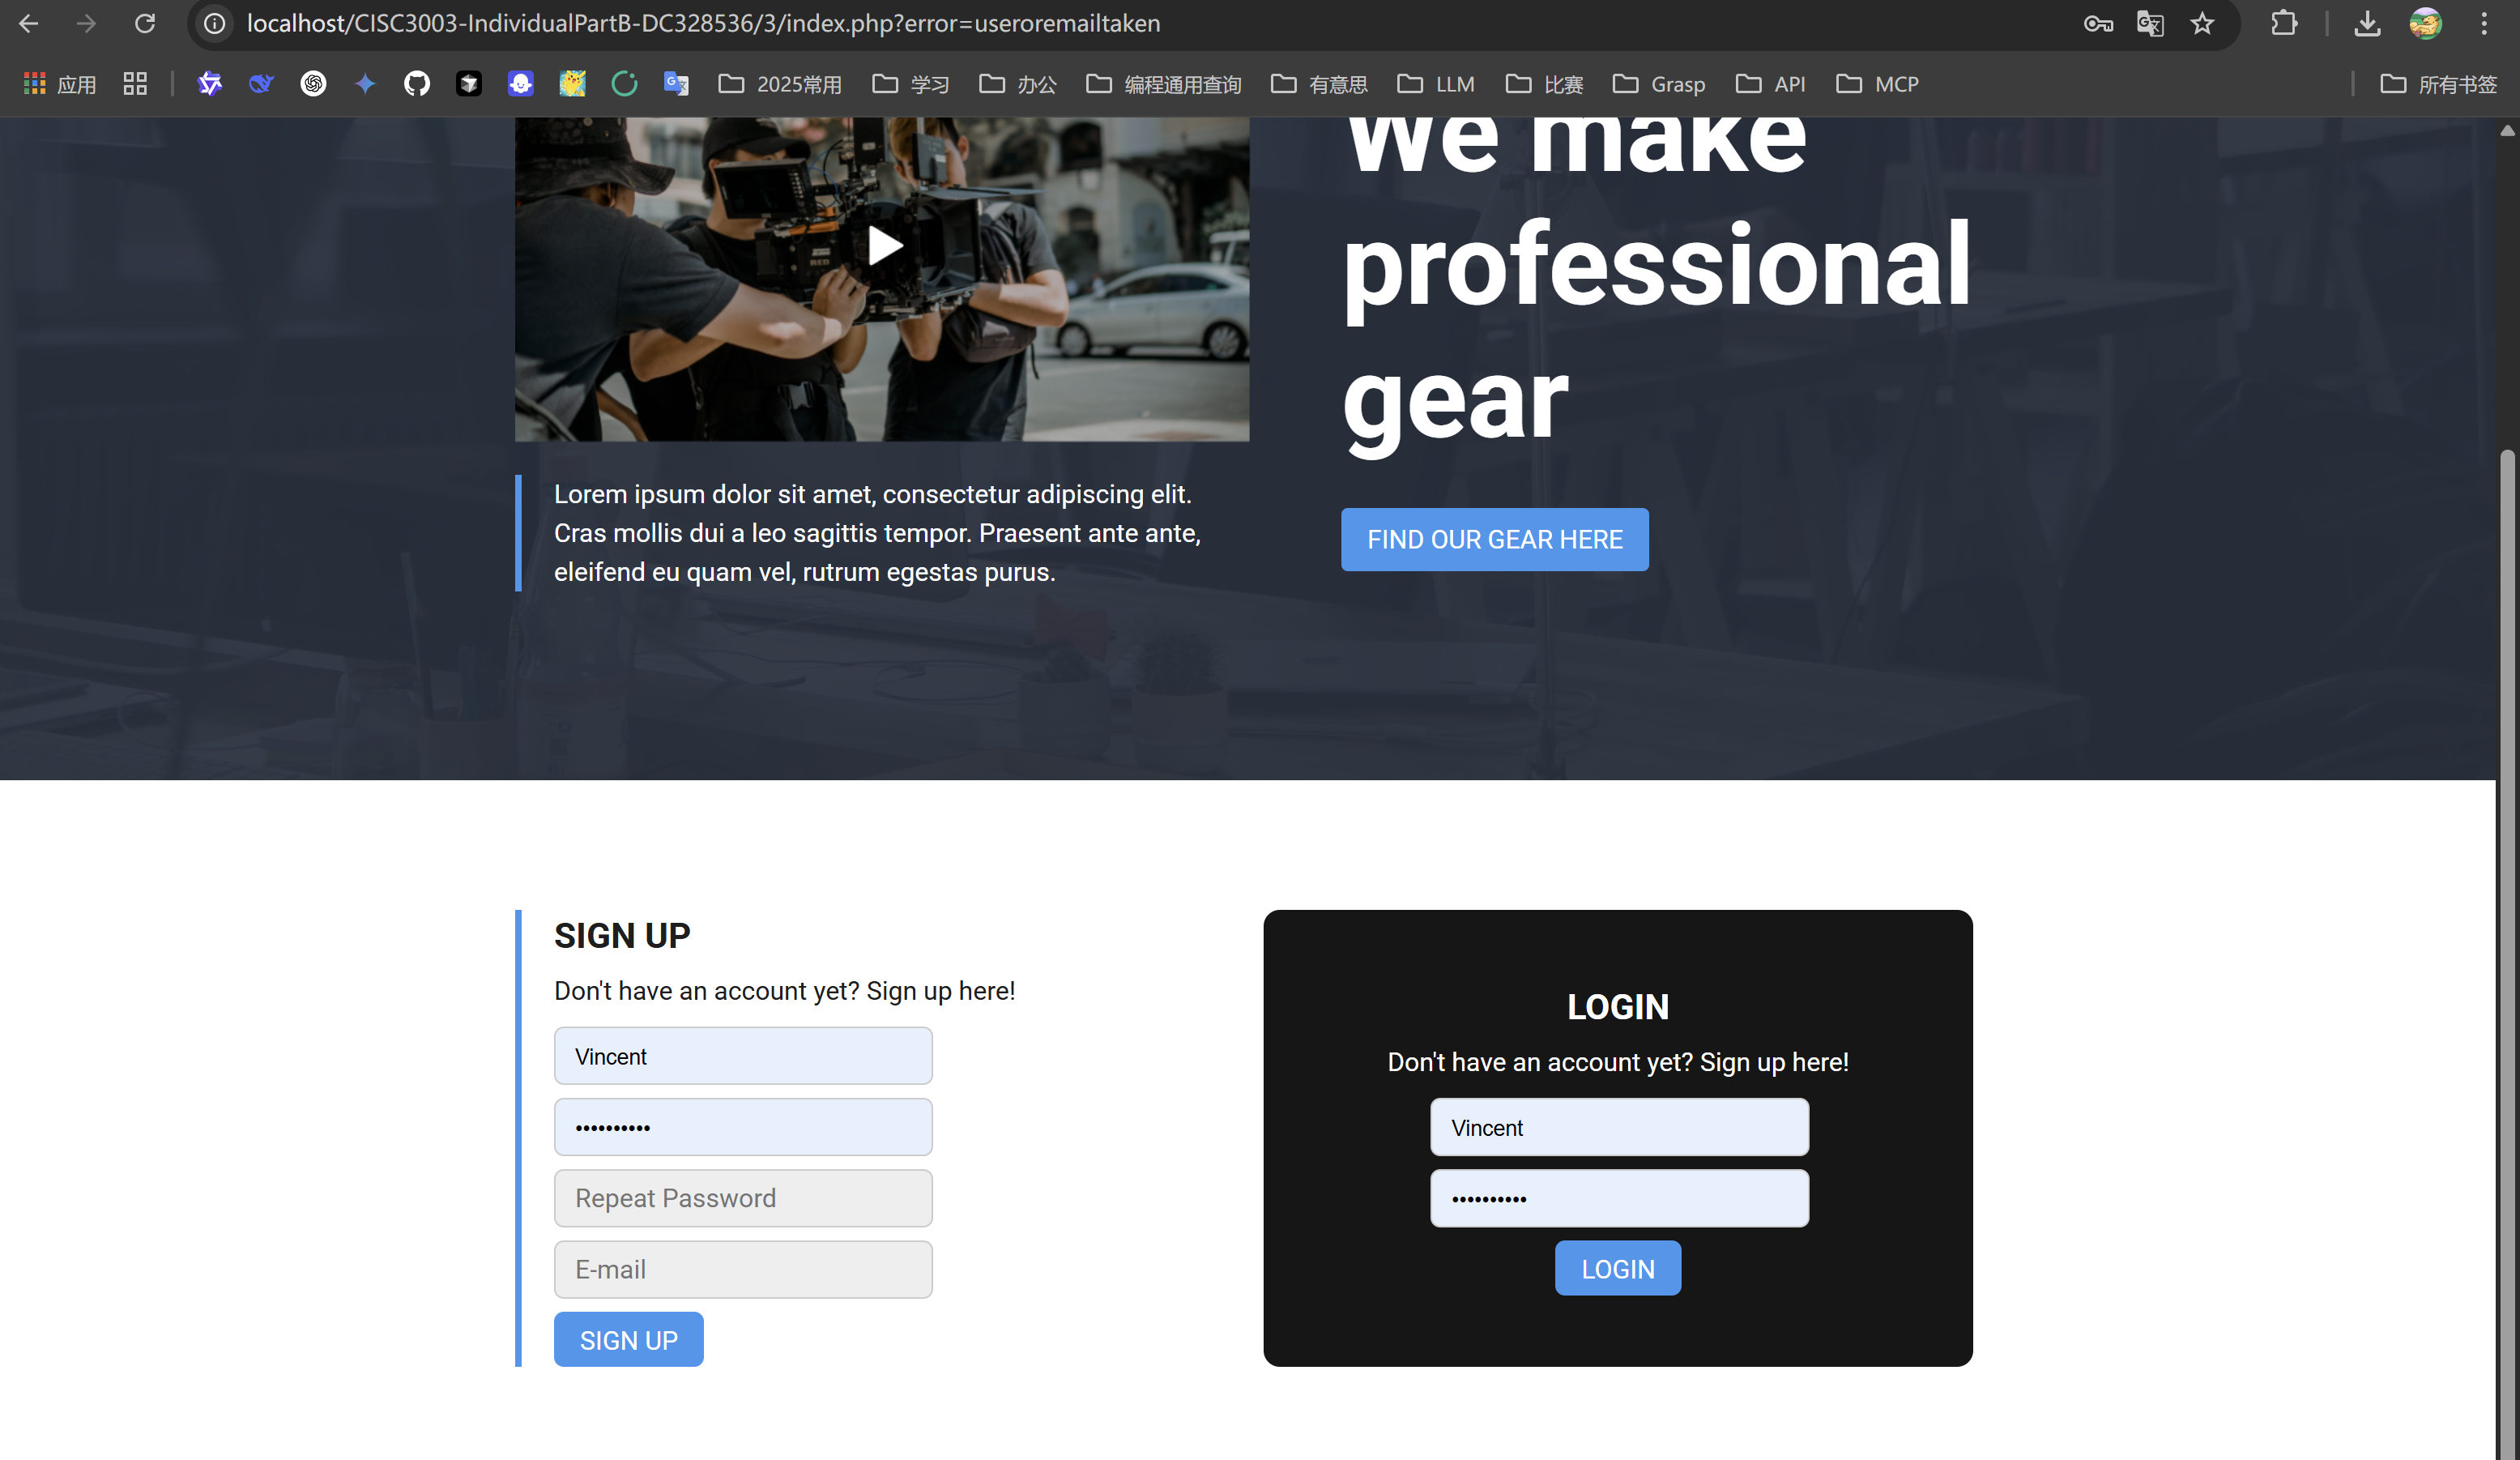 localhost/CISC3003-IndividualPartB-DC328536/3/index.php?error=useroremailtaken
应用 2025常用 学习 办公 编程通用查询 有意思 LLM 比赛 Grasp API MCP 所有书签
We make
professional
gear
RED
Lorem ipsum dolor sit amet, consectetur adipiscing elit.
Cras mollis dui a leo sagittis tempor. Praesent ante ante,
eleifend eu quam vel, rutrum egestas purus.
FIND OUR GEAR HERE
SIGN UP
Don't have an account yet? Sign up here!
Vincent
••••••••••
Repeat Password
E-mail
SIGN UP
LOGIN
Don't have an account yet? Sign up here!
Vincent
••••••••••
LOGIN